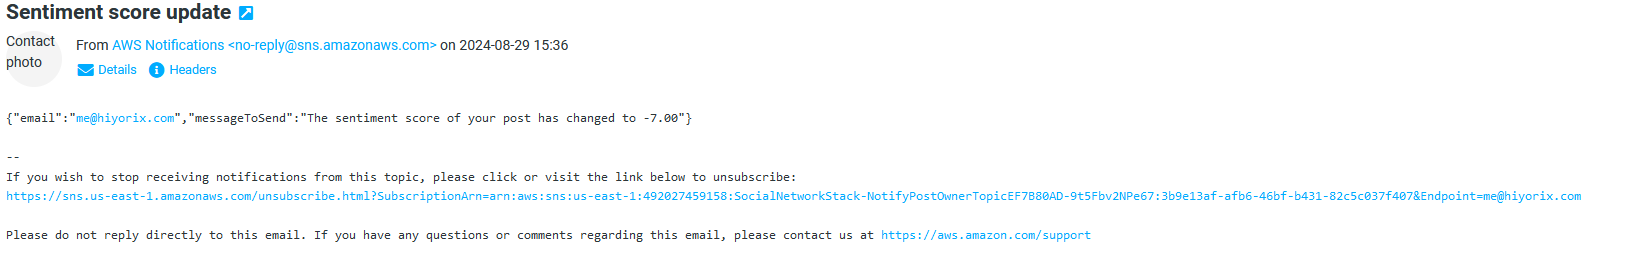 Sentiment score update
Contact photo
From AWS Notifications <no-reply@sns.amazonaws.com> on 2024-08-29 15:36
Details Headers
{"email":"me@hiyorix.com","messageToSend":"The sentiment score of your post has changed to -7.00"}
--
If you wish to stop receiving notifications from this topic, please click or visit the link below to unsubscribe:
https://sns.us-east-1.amazonaws.com/unsubscribe.html?SubscriptionArn=arn:aws:sns:us-east-1:492027459158:SocialNetworkStack-NotifyPostOwnerTopicEF7B80AD-9t5Fbv2NPe67:3b9e13af-afb6-46bf-b431-82c5c037f407&Endpoint=me@hiyorix.com
Please do not reply directly to this email. If you have any questions or comments regarding this email, please contact us at https://aws.amazon.com/support